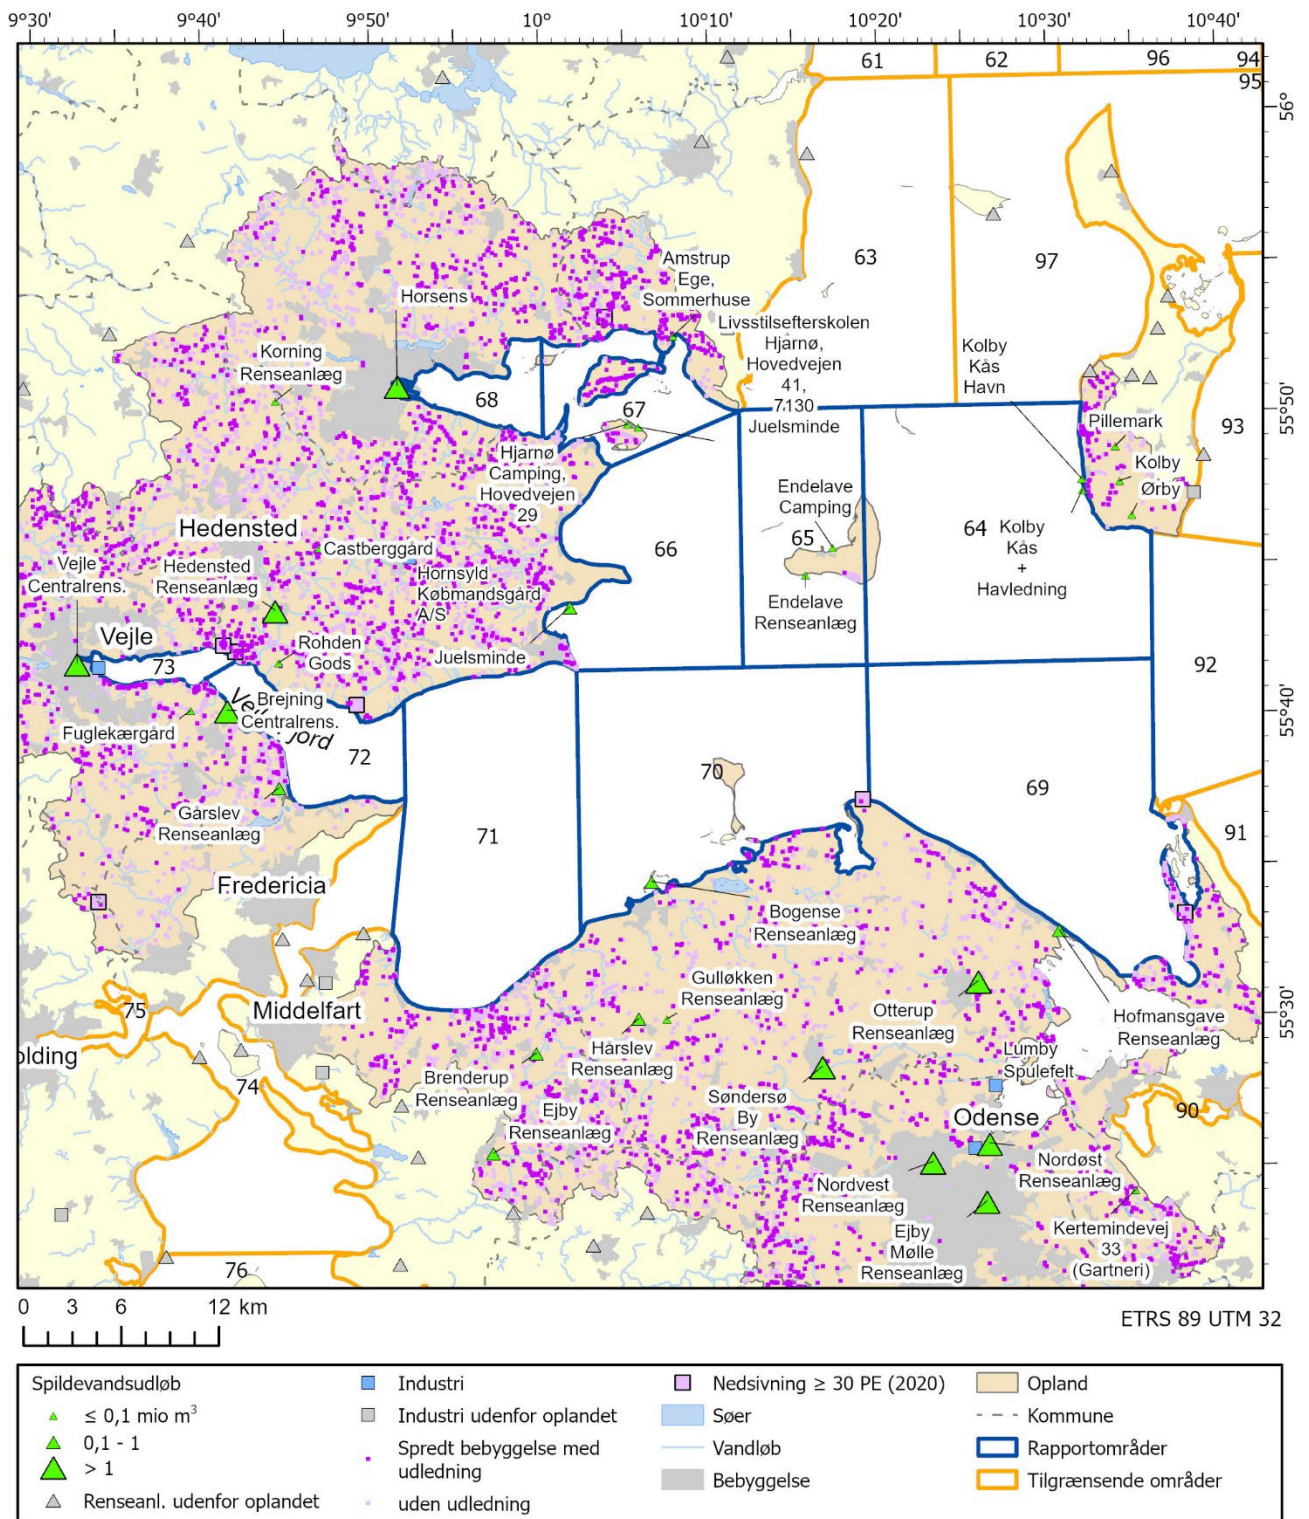 9°30'
9°40'
9°50'
10°
10°10'
10°20'
10°30'
10°40'
61
62
96
94
95
56°
63
97
Amstrup
Ege,
Sommerhuse
Horsens
Livsstilsefterskolen
Hjårnø,
Hovedvejen
41,
7130
Juelsminde
Kolby
Kås
Havn
Korning
Renseanlæg
68
67
55°50'
93
Pillemark
Kolby
Ørby
Hjarnø
Camping,
Hovedvejen
29
Endelave
Camping
65
64
Kolby
Kås
+
Havledning
66
Hedensted
Castberggård
Vejle
Centralrens.
Hedensted
Renseanlæg
Hornsyld
Købmandsgård
A/S
Endelave
Renseanlæg
Vejle
73
Rohden
Gods
Juelsminde
92
55°40'
Brejning
Centralrens.
Fuglekærgård
72
70
69
Gårslev
Renseanlæg
71
91
Fredericia
Bogense
Renseanlæg
Gulløkken
Renseanlæg
75
Middelfart
Otterup
Renseanlæg
Hofmansgave
Renseanlæg
55°30'
olding
Hårslev
Renseanlæg
Lumby
Spulefelt
74
Brenderup
Renseanlæg
Søndersø
By
Renseanlæg
Ejby
Renseanlæg
Odense
90
Nordvest
Renseanlæg
Nordøst
Renseanlæg
Ejby
Mølle
Renseanlæg
Kertemindevej
33
(Gartneri)
76
0 3 6 12 km
ETRS 89 UTM 32
Spildevandsudløb
≤ 0,1 mio m³
0,1 - 1
> 1
Renseanl. udenfor oplandet
Industri
Industri udenfor oplandet
Spredt bebyggelse med
udledning
uden udledning
Nedsivning ≥ 30 PE (2020)
Søer
Vandløb
Bebyggelse
Opland
Kommune
Rapportområder
Tilgrænsende områder